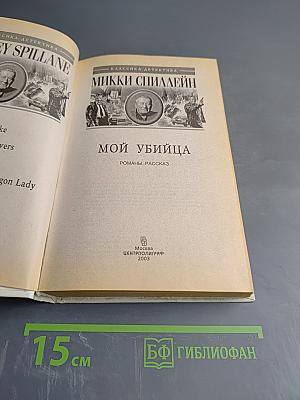 EY SPILLANE
ke
vers
gon Lady
КЛАССИКА ДЕТЕКТИВА
МИККИ СПИЛЛЕЙН
МОЙ УБИЙЦА
РОМАНЫ, РАССКАЗ
Москва
ЦЕНТРПОЛИГРАФ
2003
15 см
БФ ГИБЛИОФАН